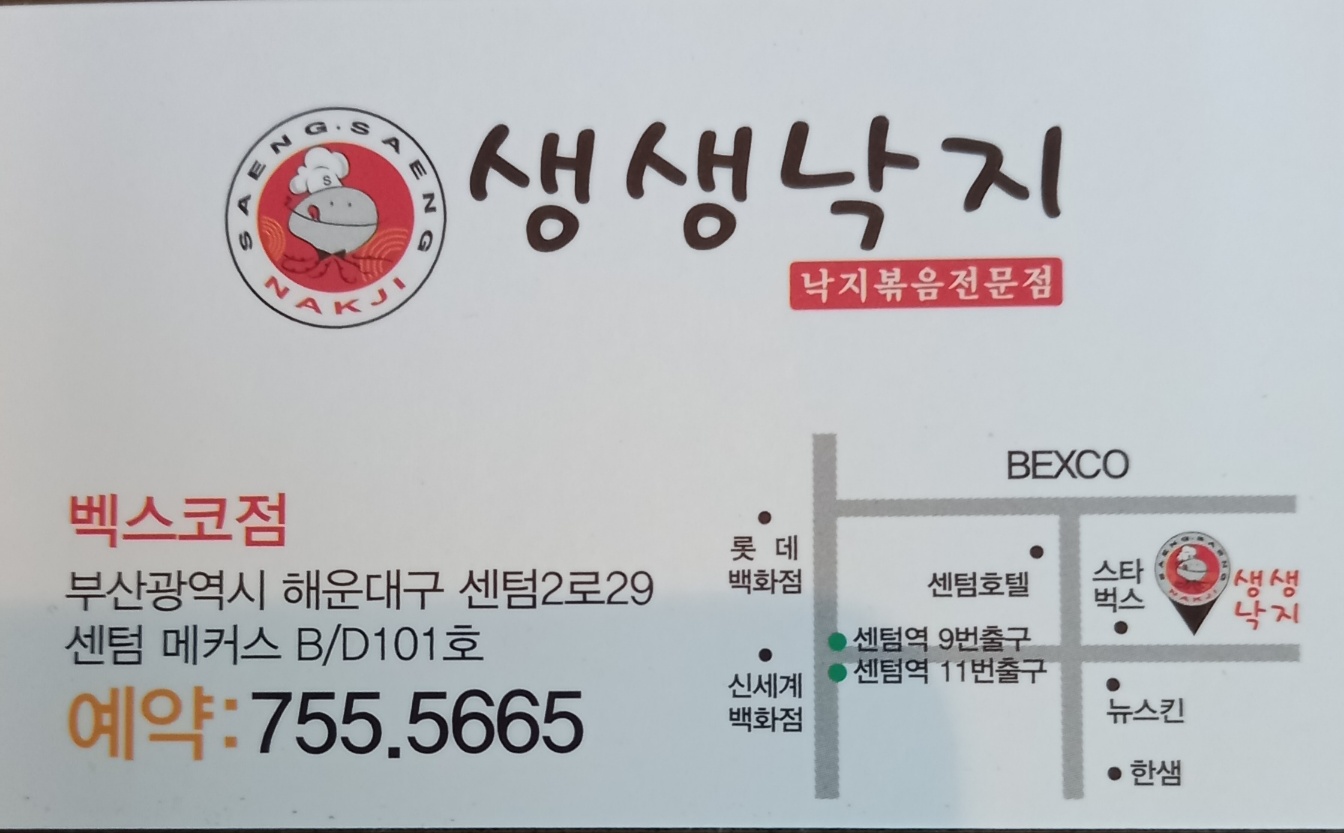 SAENG·SAENG
NAKJI
S
생생낙지
낙지볶음전문점
벡스코점
부산광역시 해운대구 센텀2로29
센텀 메커스 B/D101호
예약:755.5665
BEXCO
롯데
백화점
센텀호텔
스타
벅스
SAENG·SAENG
NAKJI
생생
낙지
센텀역 9번출구
센텀역 11번출구
신세계
백화점
뉴스킨
한샘